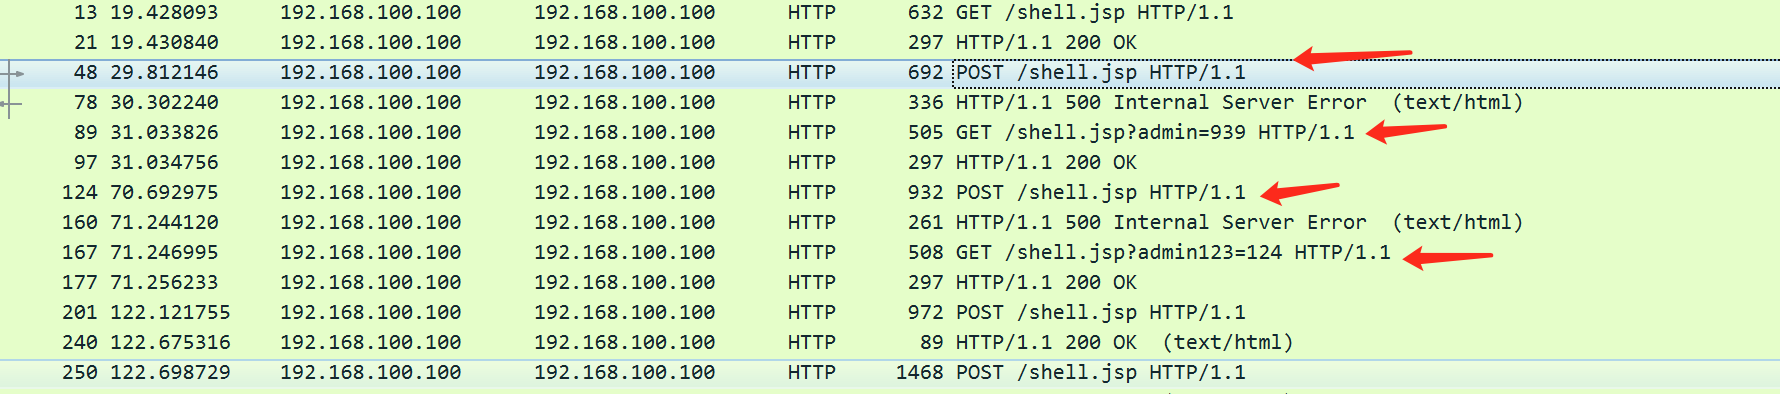 13 19.428093 192.168.100.100 192.168.100.100 HTTP 632 GET /shell.jsp HTTP/1.1
21 19.430840 192.168.100.100 192.168.100.100 HTTP 297 HTTP/1.1 200 OK
48 29.812146 192.168.100.100 192.168.100.100 HTTP 692 POST /shell.jsp HTTP/1.1
78 30.302240 192.168.100.100 192.168.100.100 HTTP 336 HTTP/1.1 500 Internal Server Error (text/html)
89 31.033826 192.168.100.100 192.168.100.100 HTTP 505 GET /shell.jsp?admin=939 HTTP/1.1
97 31.034756 192.168.100.100 192.168.100.100 HTTP 297 HTTP/1.1 200 OK
124 70.692975 192.168.100.100 192.168.100.100 HTTP 932 POST /shell.jsp HTTP/1.1
160 71.244120 192.168.100.100 192.168.100.100 HTTP 261 HTTP/1.1 500 Internal Server Error (text/html)
167 71.246995 192.168.100.100 192.168.100.100 HTTP 508 GET /shell.jsp?admin123=124 HTTP/1.1
177 71.256233 192.168.100.100 192.168.100.100 HTTP 297 HTTP/1.1 200 OK
201 122.121755 192.168.100.100 192.168.100.100 HTTP 972 POST /shell.jsp HTTP/1.1
240 122.675316 192.168.100.100 192.168.100.100 HTTP 89 HTTP/1.1 200 OK (text/html)
250 122.698729 192.168.100.100 192.168.100.100 HTTP 1468 POST /shell.jsp HTTP/1.1